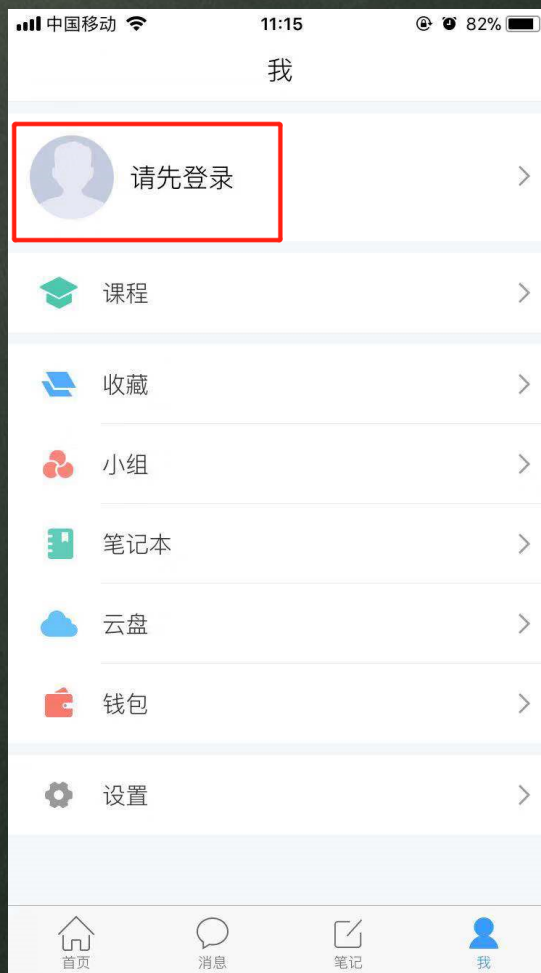 中国移动 11:15 82%
我
请先登录
课程
收藏
小组
笔记本
云盘
钱包
设置
首页 消息 笔记 我